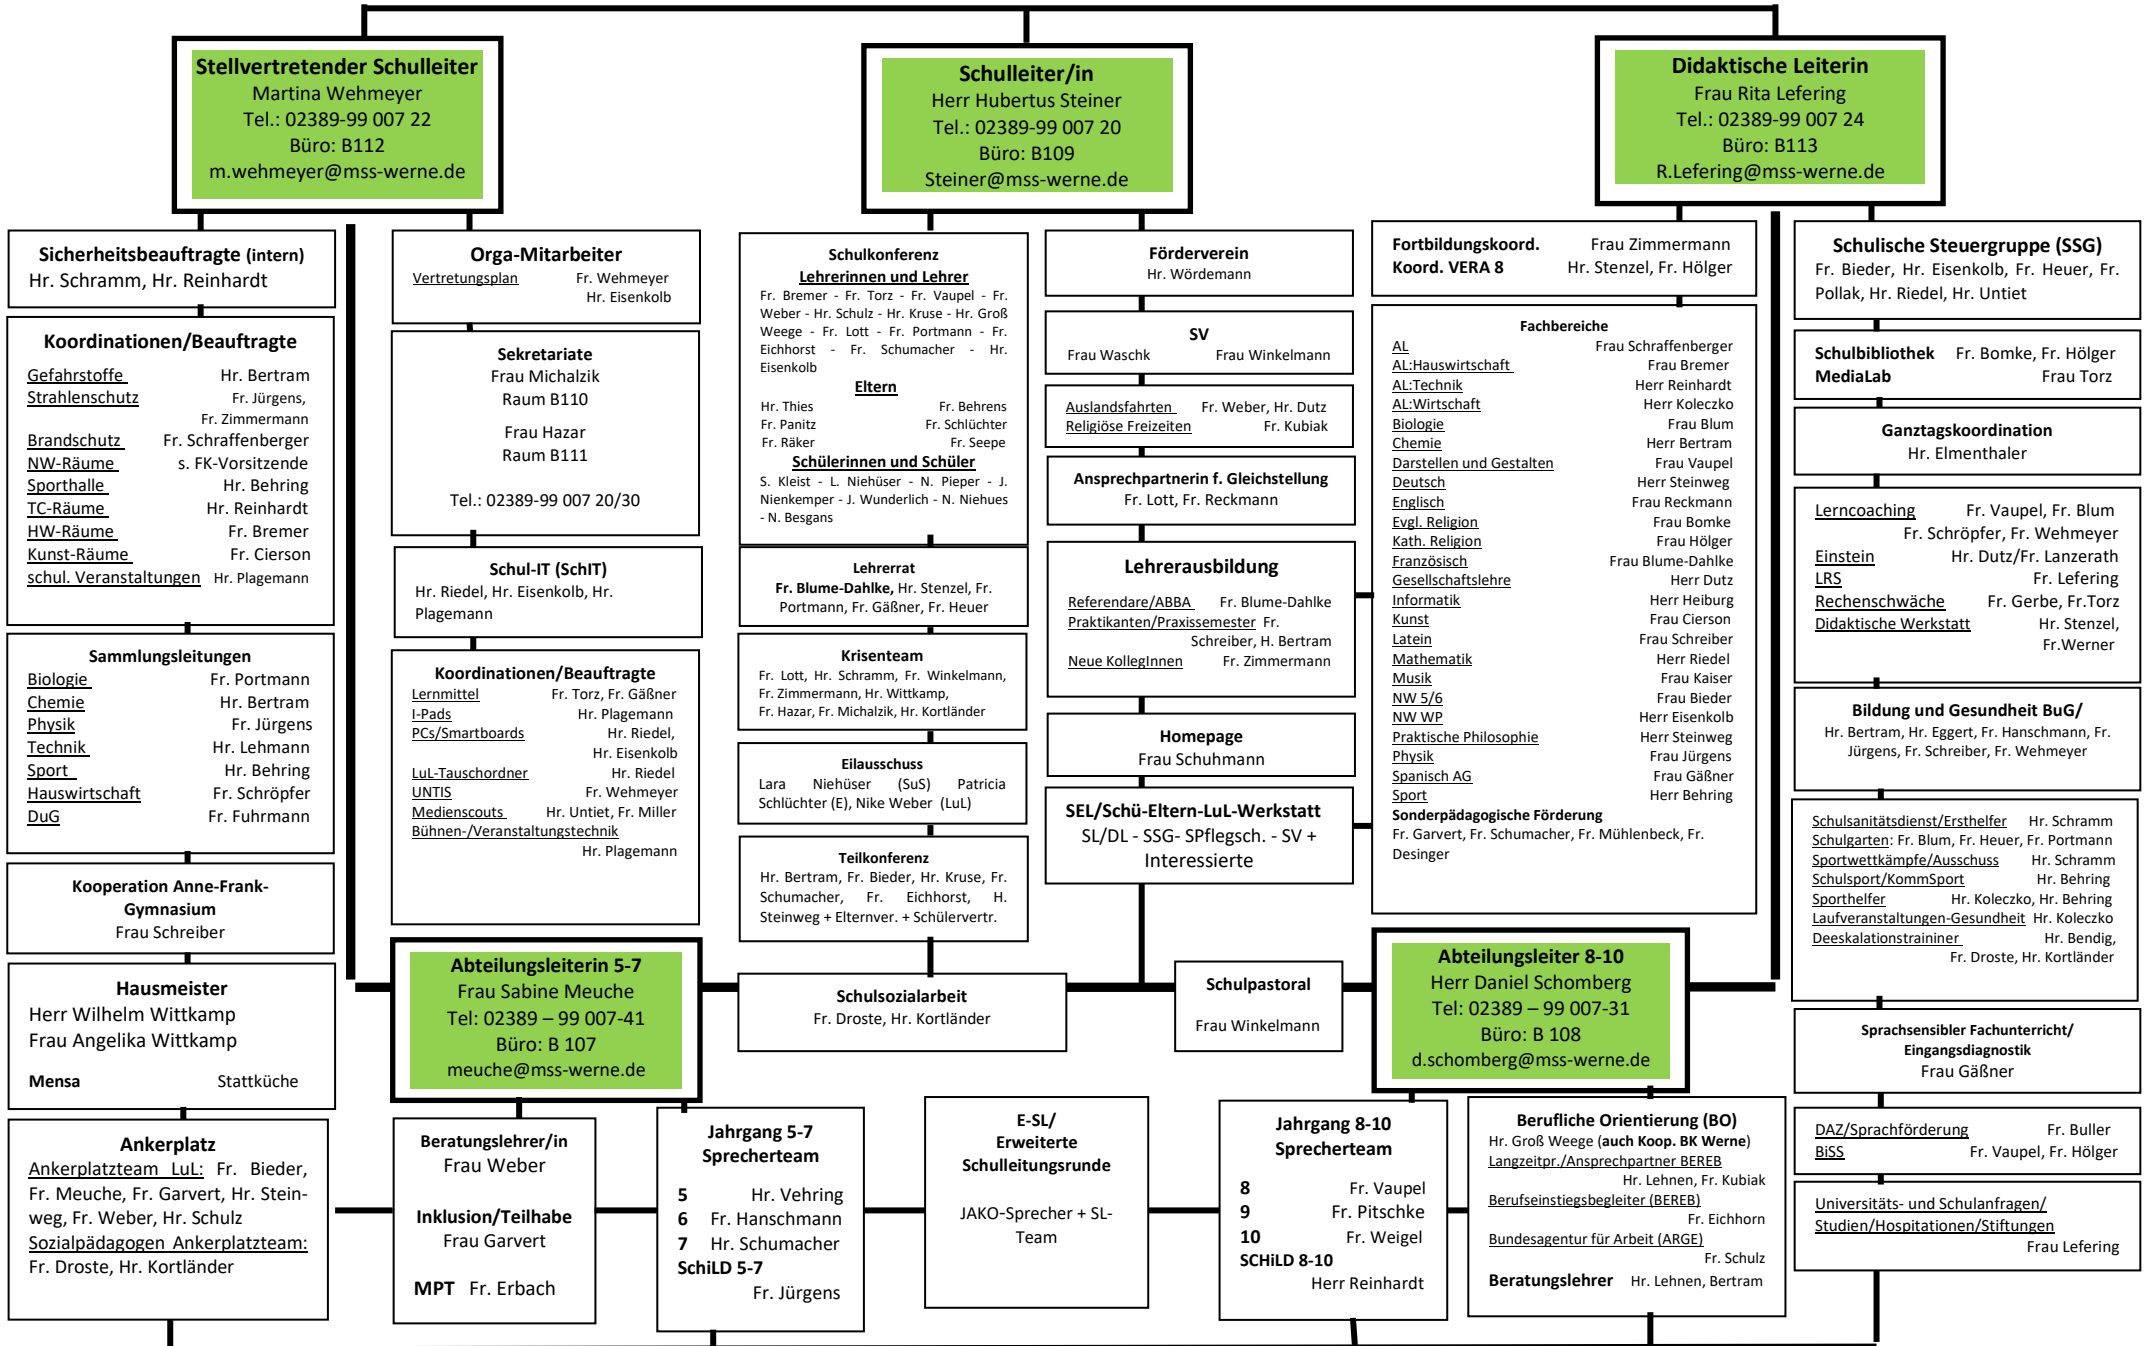 Stellvertretender Schulleiter
Martina Wehmeyer
Tel.: 02389-99 007 22
Büro: B112
m.wehmeyer@mss-werne.de
Schulleiter/in
Herr Hubertus Steiner
Tel.: 02389-99 007 20
Büro: B109
Steiner@mss-werne.de
Didaktische Leiterin
Frau Rita Lefering
Tel.: 02389-99 007 24
Büro: B113
R.Lefering@mss-werne.de
Sicherheitsbeauftragte (intern)
Hr. Schramm, Hr. Reinhardt
Koordinationen/Beauftragte
Gefahrstoffe Hr. Bertram
Strahlenschutz Fr. Jürgens,
Fr. Zimmermann
Brandschutz Fr. Schraffenberger
NW-Räume s. FK-Vorsitzende
Sporthalle Hr. Behring
TC-Räume Hr. Reinhardt
HW-Räume Fr. Bremer
Kunst-Räume Fr. Cierson
schul. Veranstaltungen Hr. Plagemann
Sammlungsleitungen
Biologie Fr. Portmann
Chemie Hr. Bertram
Physik Fr. Jürgens
Technik Hr. Lehmann
Sport Hr. Behring
Hauswirtschaft Fr. Schröpfer
DuG Fr. Fuhrmann
Kooperation Anne-Frank-
Gymnasium
Frau Schreiber
Hausmeister
Herr Wilhelm Wittkamp
Frau Angelika Wittkamp
Mensa Stattküche
Ankerplatz
Ankerplatzteam LuL: Fr. Bieder,
Fr. Meuche, Fr. Garvert, Hr. Stein-
weg, Fr. Weber, Hr. Schulz
Sozialpädagogen Ankerplatzteam:
Fr. Droste, Hr. Kortländer
Orga-Mitarbeiter
Vertretungsplan Fr. Wehmeyer
Hr. Eisenkolb
Sekretariate
Frau Michalzik
Raum B110
Frau Hazar
Raum B111
Tel.: 02389-99 007 20/30
Schul-IT (SchIT)
Hr. Riedel, Hr. Eisenkolb, Hr.
Plagemann
Koordinationen/Beauftragte
Lernmittel Fr. Torz, Fr. Gäßner
I-Pads Hr. Plagemann
PCs/Smartboards Hr. Riedel,
Hr. Eisenkolb
LuL-Tauschordner Hr. Riedel
UNTIS Fr. Wehmeyer
Medienscouts Hr. Untiet, Fr. Miller
Bühnen-/Veranstaltungstechnik
Hr. Plagemann
Abteilungsleiterin 5-7
Frau Sabine Meuche
Tel: 02389 – 99 007-41
Büro: B 107
meuche@mss-werne.de
Beratungslehrer/in
Frau Weber
Inklusion/Teilhabe
Frau Garvert
MPT Fr. Erbach
Jahrgang 5-7
Sprecherteam
5 Hr. Vehring
6 Fr. Hanschmann
7 Hr. Schumacher
SchiLD 5-7
Fr. Jürgens
Schulkonferenz
Lehrerinnen und Lehrer
Fr. Bremer - Fr. Torz - Fr. Vaupel - Fr.
Weber - Hr. Schulz - Hr. Kruse - Hr. Groß
Weege - Fr. Lott - Fr. Portmann - Fr.
Eichhorst - Fr. Schumacher - Hr.
Eisenkolb
Eltern
Hr. Thies Fr. Behrens
Fr. Panitz Fr. Schlüchter
Fr. Räker Fr. Seepe
Schülerinnen und Schüler
S. Kleist - L. Niehüser - N. Pieper - J.
Nienkemper - J. Wunderlich - N. Niehues
- N. Besgans
Lehrerrat
Fr. Blume-Dahlke, Hr. Stenzel, Fr.
Portmann, Fr. Gäßner, Fr. Heuer
Krisenteam
Fr. Lott, Hr. Schramm, Fr. Winkelmann,
Fr. Zimmermann, Hr. Wittkamp,
Fr. Hazar, Fr. Michalzik, Hr. Kortländer
Eilausschuss
Lara Niehüser (SuS) Patricia
Schlüchter (E), Nike Weber (LuL)
Teilkonferenz
Hr. Bertram, Fr. Bieder, Hr. Kruse, Fr.
Schumacher, Fr. Eichhorst, H.
Steinweg + Elternver. + Schülervertr.
Schulsozialarbeit
Fr. Droste, Hr. Kortländer
E-SL/
Erweiterte
Schulleitungsrunde
JAKO-Sprecher + SL-
Team
Förderverein
Hr. Wördemann
SV
Frau Waschk Frau Winkelmann
Auslandsfahrten Fr. Weber, Hr. Dutz
Religiöse Freizeiten Fr. Kubiak
Ansprechpartnerin f. Gleichstellung
Fr. Lott, Fr. Reckmann
Lehrerausbildung
Referendare/ABBA Fr. Blume-Dahlke
Praktikanten/Praxissemester Fr.
Schreiber, H. Bertram
Neue KollegInnen Fr. Zimmermann
Homepage
Frau Schuhmann
SEL/Schü-Eltern-LuL-Werkstatt
SL/DL - SSG- SPflegsch. - SV +
Interessierte
Schulpastoral
Frau Winkelmann
Fortbildungskoord. Frau Zimmermann
Koord. VERA 8 Hr. Stenzel, Fr. Hölger
Fachbereiche
AL Frau Schraffenberger
AL:Hauswirtschaft Frau Bremer
AL:Technik Herr Reinhardt
AL:Wirtschaft Herr Koleczko
Biologie Frau Blum
Chemie Herr Bertram
Darstellen und Gestalten Frau Vaupel
Deutsch Herr Steinweg
Englisch Frau Reckmann
Evgl. Religion Frau Bomke
Kath. Religion Frau Hölger
Französisch Frau Blume-Dahlke
Gesellschaftslehre Herr Dutz
Informatik Herr Heiburg
Kunst Frau Cierson
Latein Frau Schreiber
Mathematik Herr Riedel
Musik Frau Kaiser
NW 5/6 Frau Bieder
NW WP Herr Eisenkolb
Praktische Philosophie Herr Steinweg
Physik Frau Jürgens
Spanisch AG Frau Gäßner
Sport Herr Behring
Sonderpädagogische Förderung
Fr. Garvert, Fr. Schumacher, Fr. Mühlenbeck, Fr.
Desinger
Abteilungsleiter 8-10
Herr Daniel Schomberg
Tel: 02389 – 99 007-31
Büro: B 108
d.schomberg@mss-werne.de
Jahrgang 8-10
Sprecherteam
8 Fr. Vaupel
9 Fr. Pitschke
10 Fr. Weigel
SCHiLD 8-10
Herr Reinhardt
Berufliche Orientierung (BO)
Hr. Groß Weege (auch Koop. BK Werne)
Langzeitpr./Ansprechpartner BEREB
Hr. Lehnen, Fr. Kubiak
Berufseinstiegsbegleiter (BEREB)
Fr. Eichhorn
Bundesagentur für Arbeit (ARGE)
Fr. Schulz
Beratungslehrer Hr. Lehnen, Bertram
Schulische Steuergruppe (SSG)
Fr. Bieder, Hr. Eisenkolb, Fr. Heuer, Fr.
Pollak, Hr. Riedel, Hr. Untiet
Schulbibliothek Fr. Bomke, Fr. Hölger
MediaLab Frau Torz
Ganztagskoordination
Hr. Elmenthaler
Lerncoaching Fr. Vaupel, Fr. Blum
Fr. Schröpfer, Fr. Wehmeyer
Einstein Hr. Dutz/Fr. Lanzerath
LRS Fr. Lefering
Rechenschwäche Fr. Gerbe, Fr.Torz
Didaktische Werkstatt Hr. Stenzel,
Fr.Werner
Bildung und Gesundheit BuG/
Hr. Bertram, Hr. Eggert, Fr. Hanschmann, Fr.
Jürgens, Fr. Schreiber, Fr. Wehmeyer
Schulsanitätsdienst/Ersthelfer Hr. Schramm
Schulgarten: Fr. Blum, Fr. Heuer, Fr. Portmann
Sportwettkämpfe/Ausschuss Hr. Schramm
Schulsport/KommSport Hr. Behring
Sporthelfer Hr. Koleczko, Hr. Behring
Laufveranstaltungen-Gesundheit Hr. Koleczko
Deeskalationstraininer Hr. Bendig,
Fr. Droste, Hr. Kortländer
Sprachsensibler Fachunterricht/
Eingangsdiagnostik
Frau Gäßner
DAZ/Sprachförderung Fr. Buller
BiSS Fr. Vaupel, Fr. Hölger
Universitäts- und Schulanfragen/
Studien/Hospitationen/Stiftungen
Frau Lefering